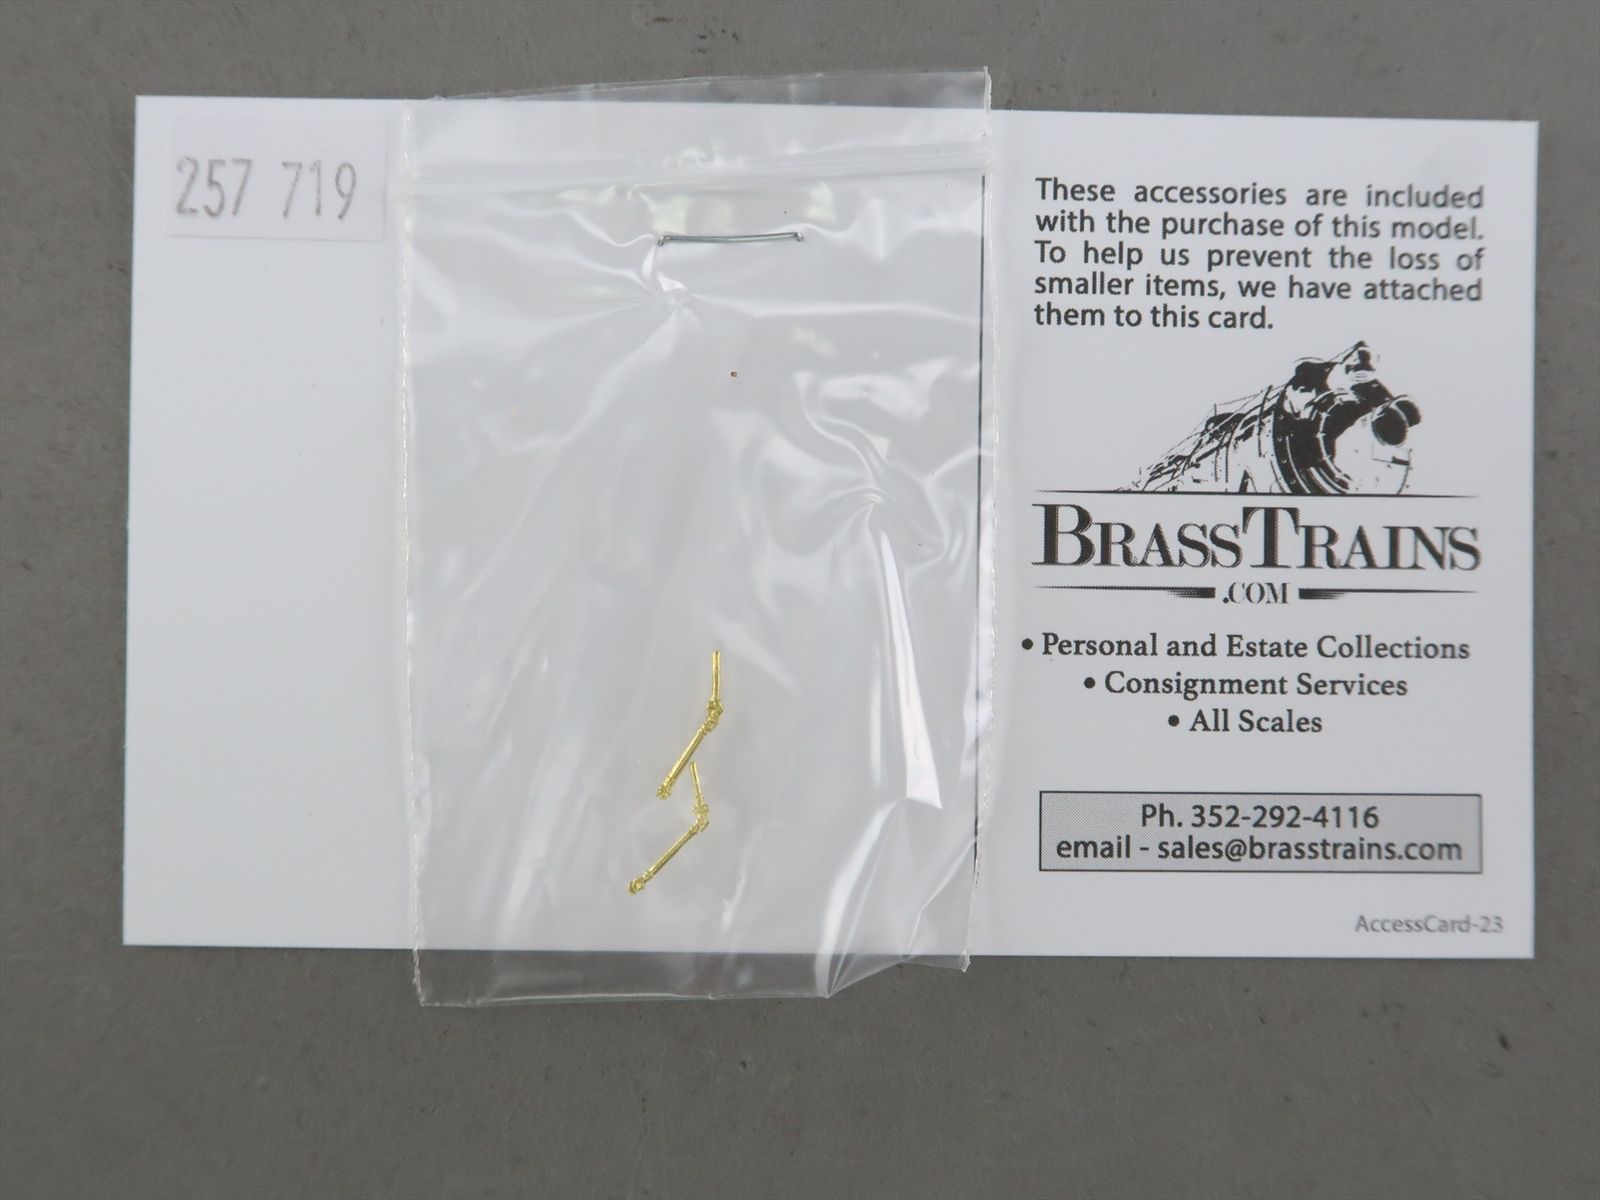 257 719
These accessories are included
with the purchase of this model.
To help us prevent the loss of
smaller items, we have attached
them to this card.
BRASSTRAINS
.COM
• Personal and Estate Collections
• Consignment Services
• All Scales
Ph. 352-292-4116
email - sales@brasstrains.com
AccessCard-23